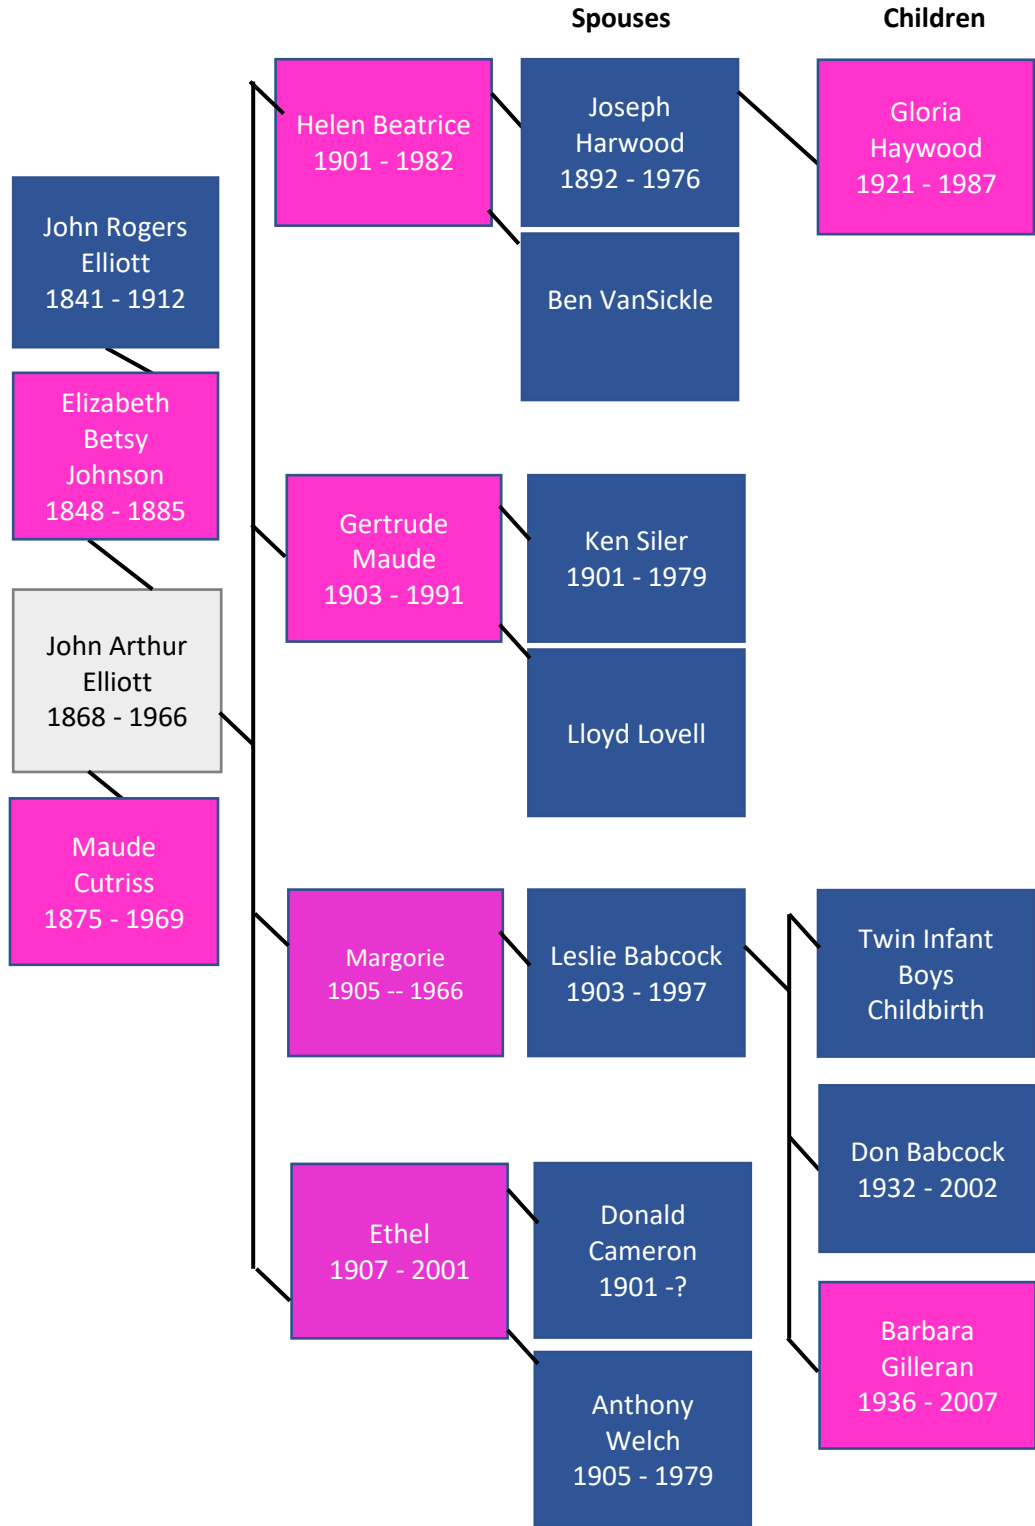 Spouses
Children
John Rogers
Elliott
1841 - 1912
Elizabeth
Betsy
Johnson
1848 - 1885
John Arthur
Elliott
1868 - 1966
Maude
Cutriss
1875 - 1969
Helen Beatrice
1901 - 1982
Joseph
Harwood
1892 - 1976
Gloria
Haywood
1921 - 1987
Ben VanSickle
Gertrude
Maude
1903 - 1991
Ken Siler
1901 - 1979
Lloyd Lovell
Margorie
1905 -- 1966
Leslie Babcock
1903 - 1997
Twin Infant
Boys
Childbirth
Don Babcock
1932 - 2002
Barbara
Gilleran
1936 - 2007
Ethel
1907 - 2001
Donald
Cameron
1901 -?
Anthony
Welch
1905 - 1979